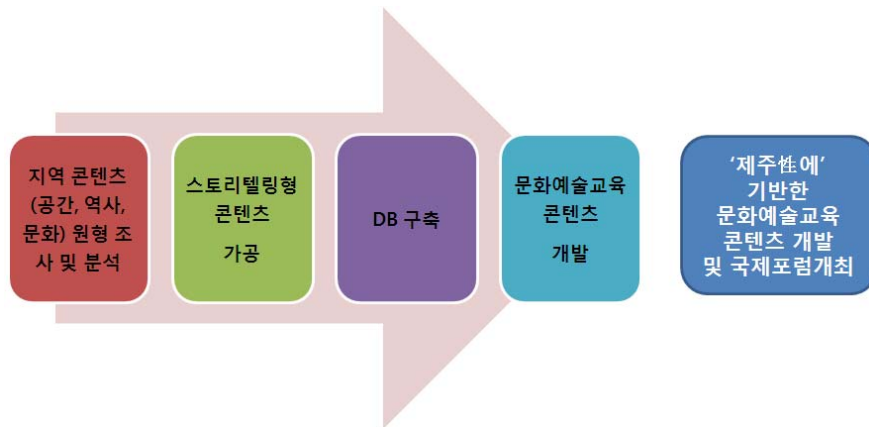 지역 콘텐츠
(공간, 역사,
문화) 원형 조
사 및 분석
스토리텔링형
콘텐츠
가공
DB 구축
문화예술교육
콘텐츠
개발
‘제주性에’
기반한
문화예술교육
콘텐츠 개발
및 국제포럼개최